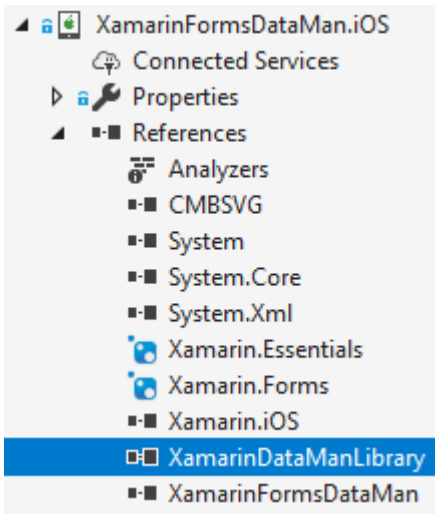 XamarinFormsDataMan.iOS
Connected Services
Properties
References
Analyzers
CMBSVG
System
System.Core
System.Xml
Xamarin.Essentials
Xamarin.Forms
Xamarin.iOS
XamarinDataManLibrary
XamarinFormsDataMan